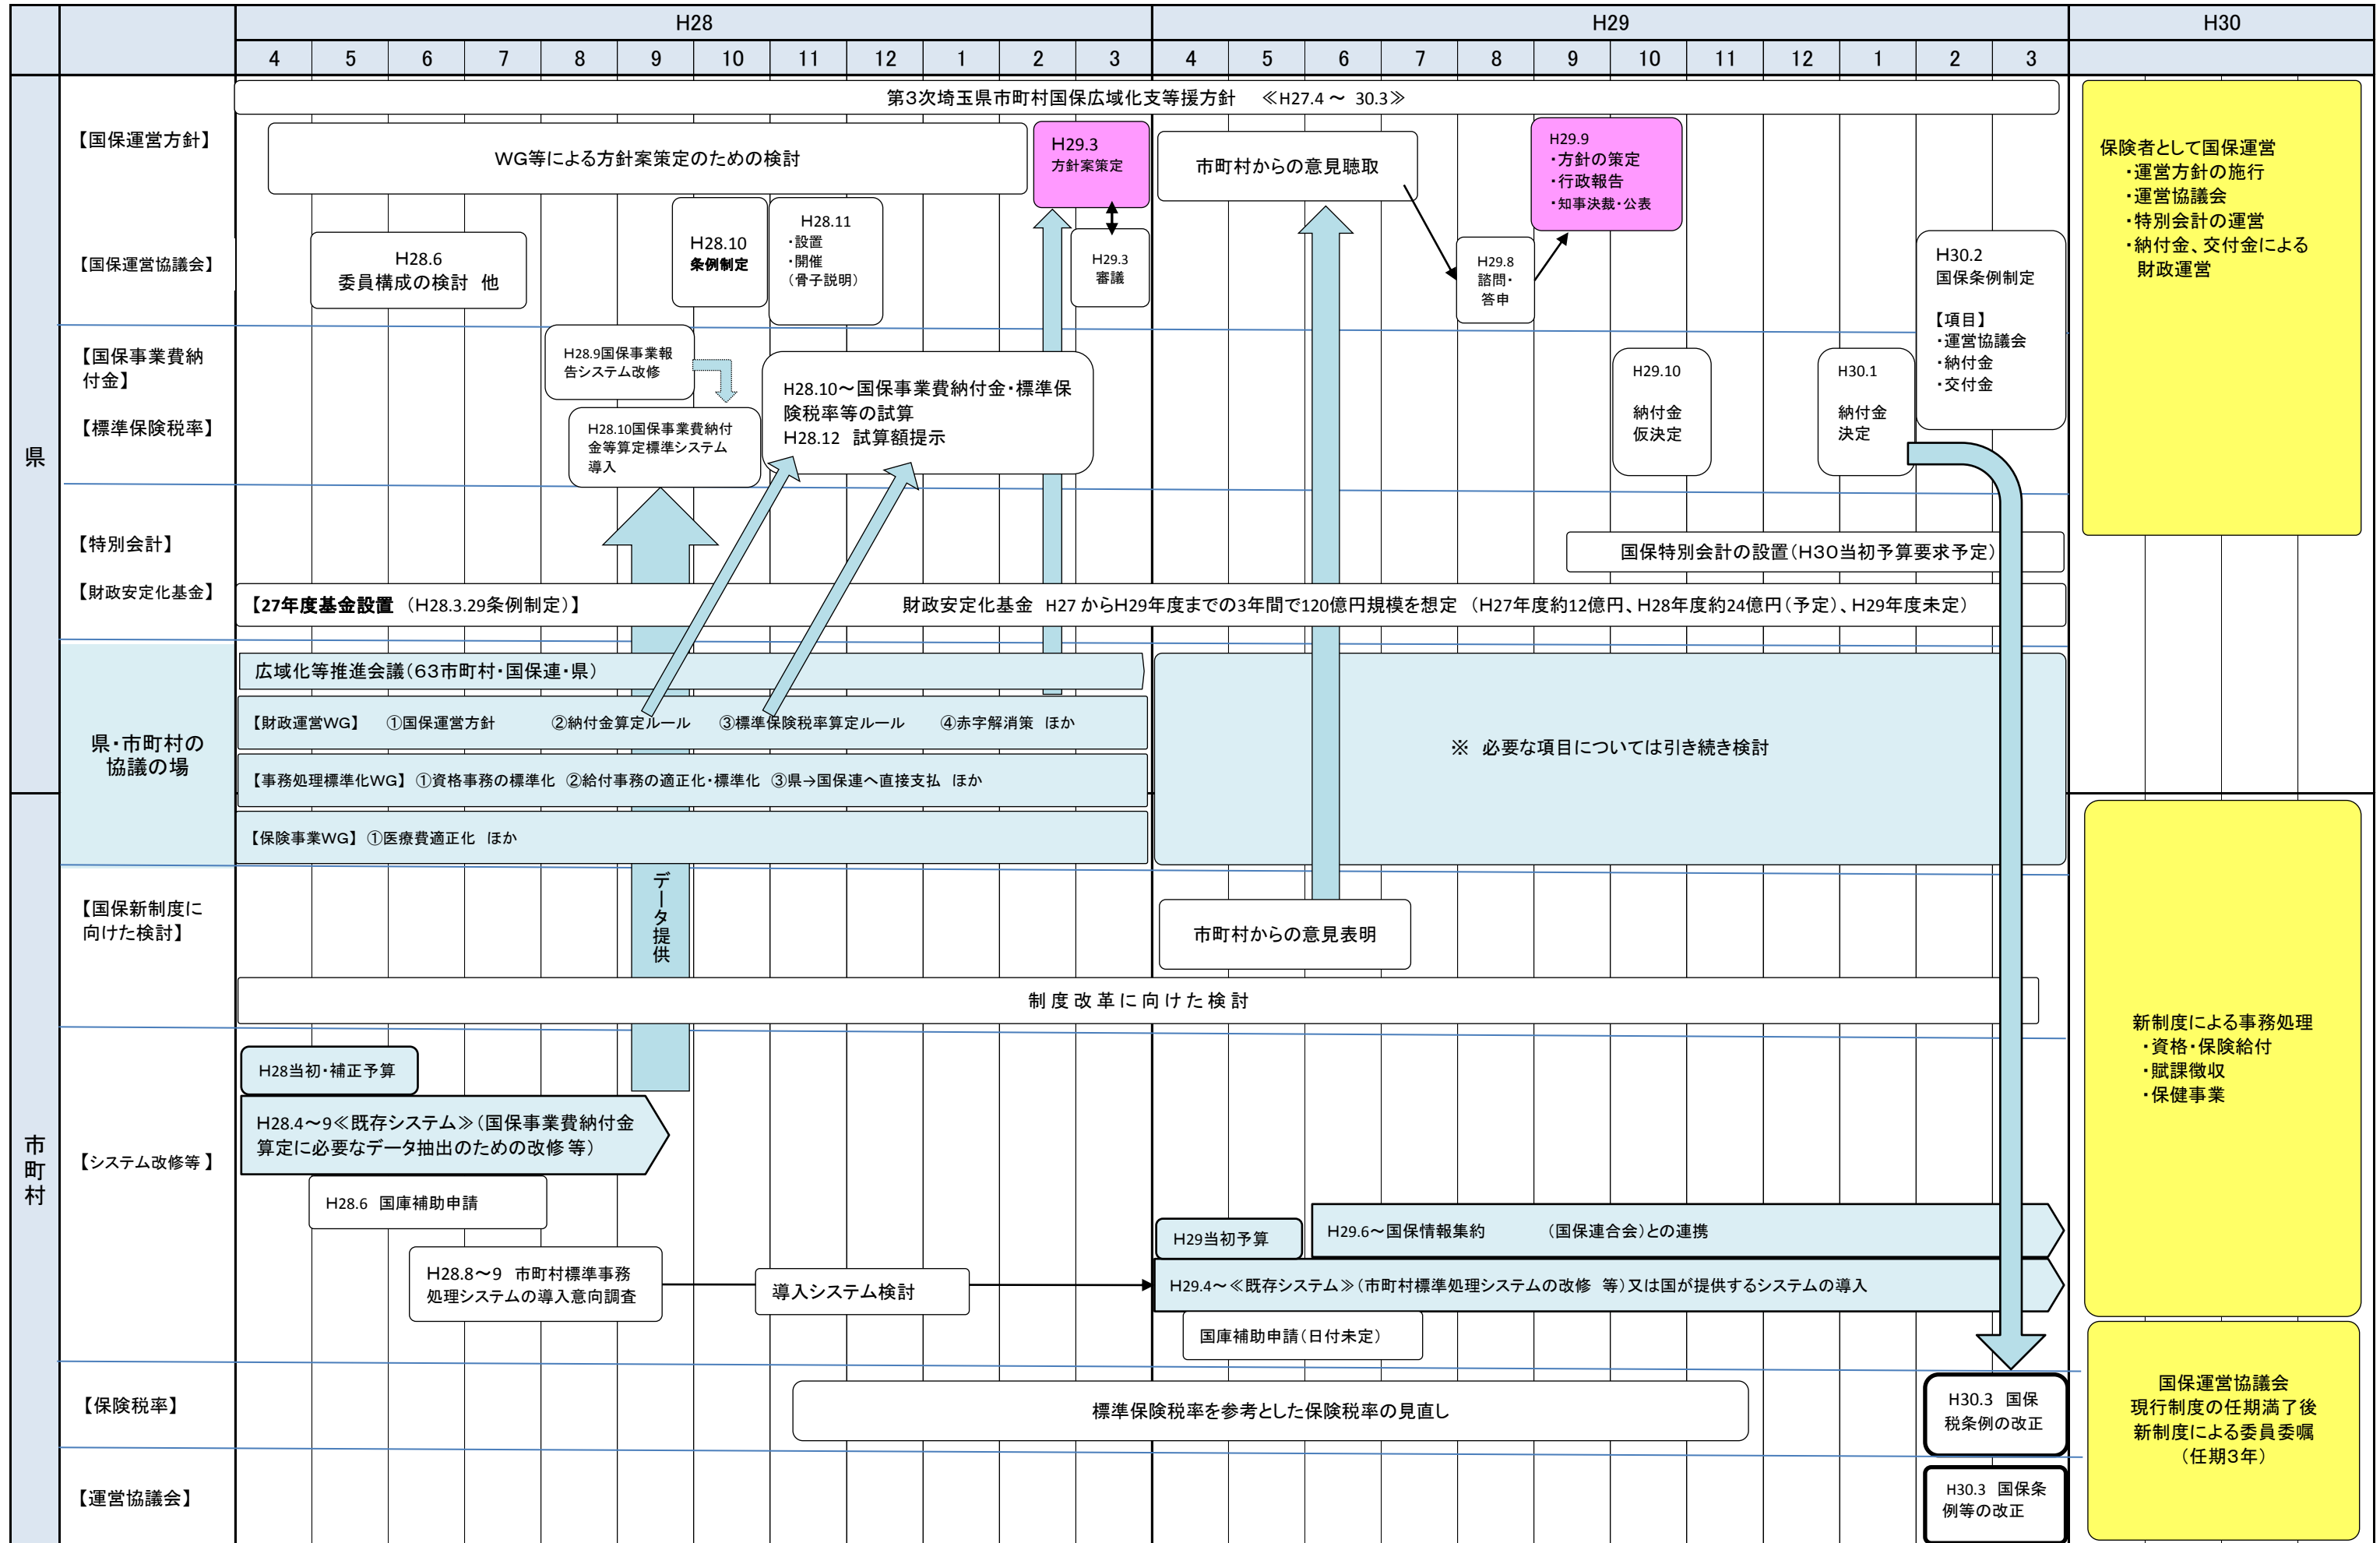 H28
H29
H30
4 5 6 7 8 9 10 11 12 1 2 3 4 5 6 7 8 9 10 11 12 1 2 3
県
【国保運営方針】
第3次埼玉県市町村国保広域化支等援方針 ≪H27.4 ～ 30.3≫
WG等による方針案策定のための検討
H29.3
方針案策定
市町村からの意見聴取
H29.9
・方針の策定
・行政報告
・知事決裁・公表
保険者として国保運営
・運営方針の施行
・運営協議会
・特別会計の運営
・納付金、交付金による
財政運営
【国保運営協議会】
H28.6
委員構成の検討 他
H28.10
条例制定
H28.11
・設置
・開催
（骨子説明）
H29.3
審議
H29.8
諮問・
答申
H30.2
国保条例制定
【項目】
・運営協議会
・納付金
・交付金
【国保事業費納
付金】
【標準保険税率】
H28.9国保事業報
告システム改修
H28.10国保事業費納付
金等算定標準システム
導入
H28.10～国保事業費納付金・標準保
険税率等の試算
H28.12 試算額提示
H29.10
納付金
仮決定
H30.1
納付金
決定
【特別会計】
国保特別会計の設置（H30当初予算要求予定）
【財政安定化基金】
【27年度基金設置 （H28.3.29条例制定）】
財政安定化基金 H27 からH29年度までの3年間で120億円規模を想定 （H27年度約12億円、H28年度約24億円（予定）、H29年度未定）
県・市町村の
協議の場
広域化等推進会議（63市町村・国保連・県）
【財政運営WG】 ①国保運営方針 ②納付金算定ルール ③標準保険税率算定ルール ④赤字解消策 ほか
【事務処理標準化WG】 ①資格事務の標準化 ②給付事務の適正化・標準化 ③県→国保連へ直接支払 ほか
【保険事業WG】 ①医療費適正化 ほか
※ 必要な項目については引き続き検討
市町村
【国保新制度に
向けた検討】
データ提供
市町村からの意見表明
制度改革に向けた検討
新制度による事務処理
・資格・保険給付
・賦課徴収
・保健事業
【システム改修等 】
H28当初・補正予算
H28.4～9≪既存システム≫（国保事業費納付金
算定に必要なデータ抽出のための改修 等）
H28.6 国庫補助申請
H28.8～9 市町村標準事務
処理システムの導入意向調査
導入システム検討
H29当初予算
H29.6～国保情報集約 （国保連合会）との連携
H29.4～≪既存システム≫（市町村標準処理システムの改修 等）又は国が提供するシステムの導入
国庫補助申請（日付未定）
【保険税率】
標準保険税率を参考とした保険税率の見直し
H30.3 国保
税条例の改正
国保運営協議会
現行制度の任期満了後
新制度による委員委嘱
（任期3年）
【運営協議会】
H30.3 国保条
例等の改正